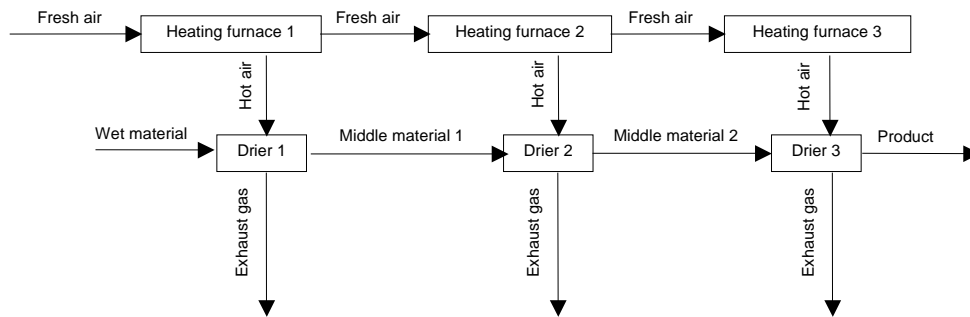 Fresh air
Fresh air
Fresh air
Heating furnace 1
Heating furnace 2
Heating furnace 3
Hot air
Hot air
Hot air
Wet material
Drier 1
Middle material 1
Drier 2
Middle material 2
Drier 3
Product
Exhaust gas
Exhaust gas
Exhaust gas